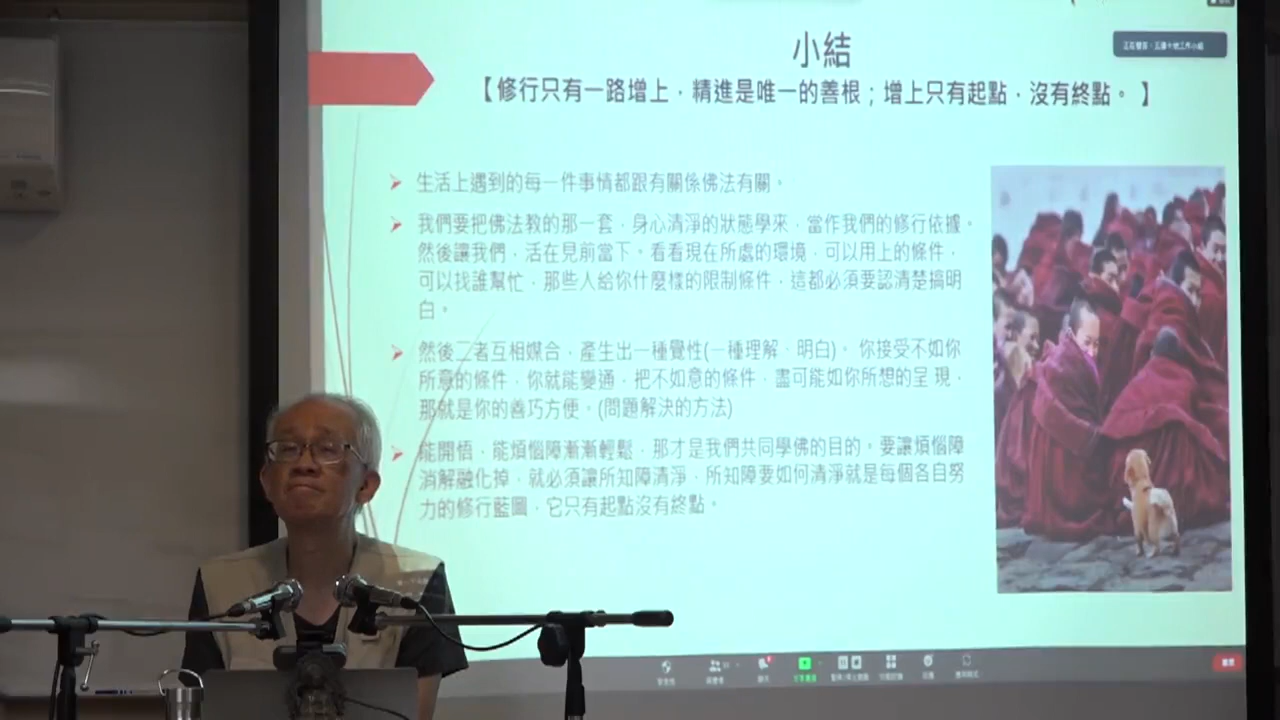 小結
【修行只有一路增上，精進是唯一的善根；增上只有起點，沒有終點。】
生活上遇到的每一件事情都跟有關係佛法有關。
我們要把佛法教的那一套，身心清淨的狀態學來，當作我們的修行依據。
然後讓我們，活在見前當下。看看現在所處的環境，可以用上的條件，
可以找誰幫忙，那些人給你什麼樣的限制條件，這都必須要認清楚搞明
白。
然後二者互相媒合，產生出一種覺性(一種理解、明白)。你接受不如你
所意的條件，你就能變通，把不如意的條件，盡可能如你所想的呈 現，
那就是你的善巧方便。(問題解決的方法)
能開悟，能煩惱障漸漸輕鬆，那才是我們共同學佛的目的。要讓煩惱障
消解融化掉，就必須讓所知障清淨，所知障要如何清淨就是每個各自努
力的修行藍圖，它只有起點沒有終點。